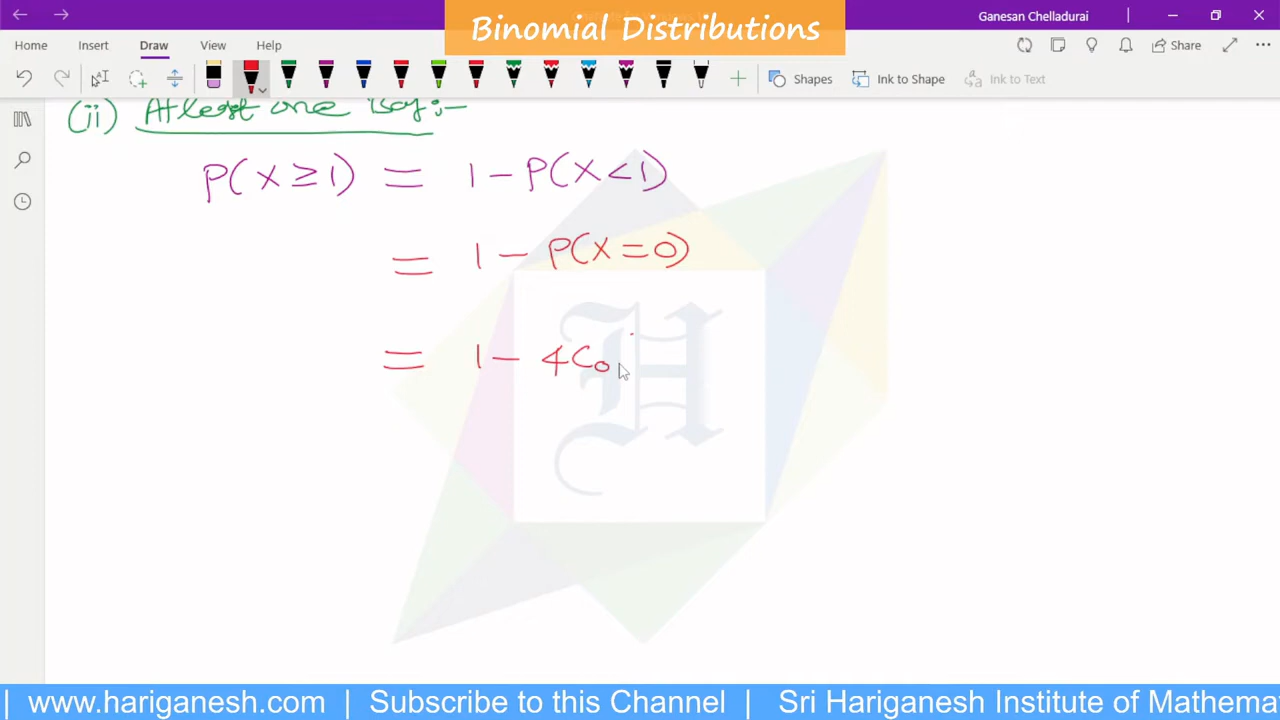 Binomial Distributions
Ganesan Chelladurai
Home Insert Draw View Help
Share
Shapes Ink to Shape Ink to Text
(ii) Atleast one Boy:-
P(X≥1) = 1-P(X<1)
= 1 - P(X=0)
= 1 - 4C₀
H
| www.hariganesh.com | Subscribe to this Channel | Sri Hariganesh Institute of Mathema